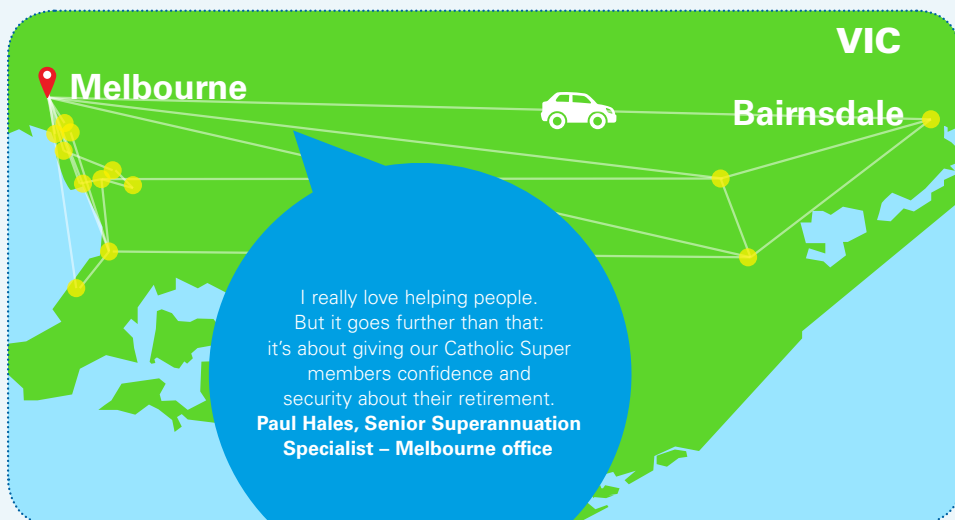 VIC
Melbourne
Bairnsdale
I really love helping people.
But it goes further than that:
it's about giving our Catholic Super
members confidence and
security about their retirement.
Paul Hales, Senior Superannuation
Specialist – Melbourne office